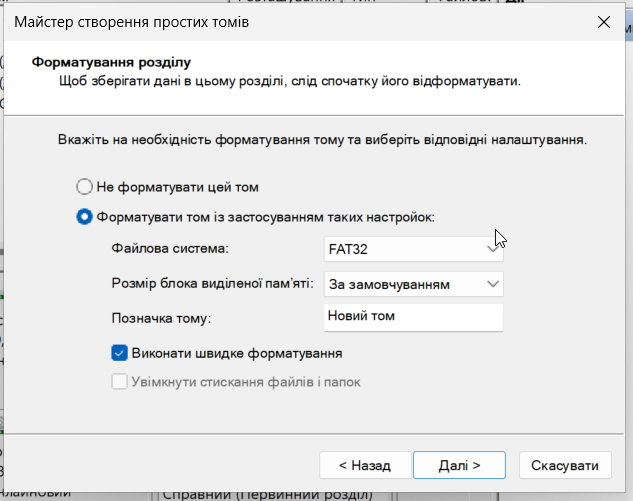 Майстер створення простих томів
Форматування розділу
Щоб зберігати дані в цьому розділі, слід спочатку його відформатувати.
Вкажіть на необхідність форматування тому та виберіть відповідні налаштування.
Не форматувати цей том
Форматувати том із застосуванням таких настройок:
Файлова система:
FAT32
Розмір блока виділеної пам'яті:
За замовчуванням
Позначка тому:
Новий том
Виконати швидке форматування
Увімкнути стискання файлів і папок
< Назад
Далі >
Скасувати
Справний (Первинний розділ)